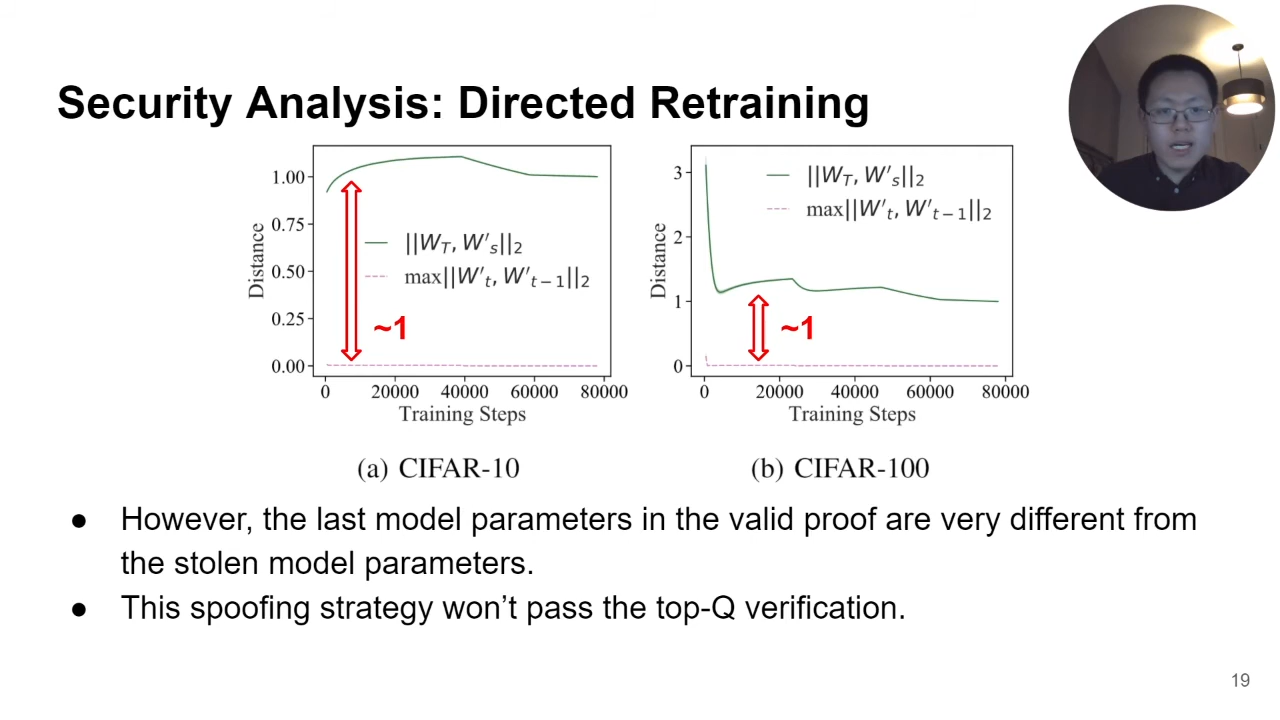 Security Analysis: Directed Retraining
1.00
0.75
0.50
0.25
0.00
Distance
||W_T, W'_s||_2
max||W'_t, W'_{t−1}||_2
~1
0 20000 40000 60000 80000
Training Steps
(a) CIFAR-10
3
2
1
0
Distance
||W_T, W'_s||_2
max||W'_t, W'_{t−1}||_2
~1
0 20000 40000 60000 80000
Training Steps
(b) CIFAR-100
● However, the last model parameters in the valid proof are very different from
the stolen model parameters.
● This spoofing strategy won’t pass the top-Q verification.
19